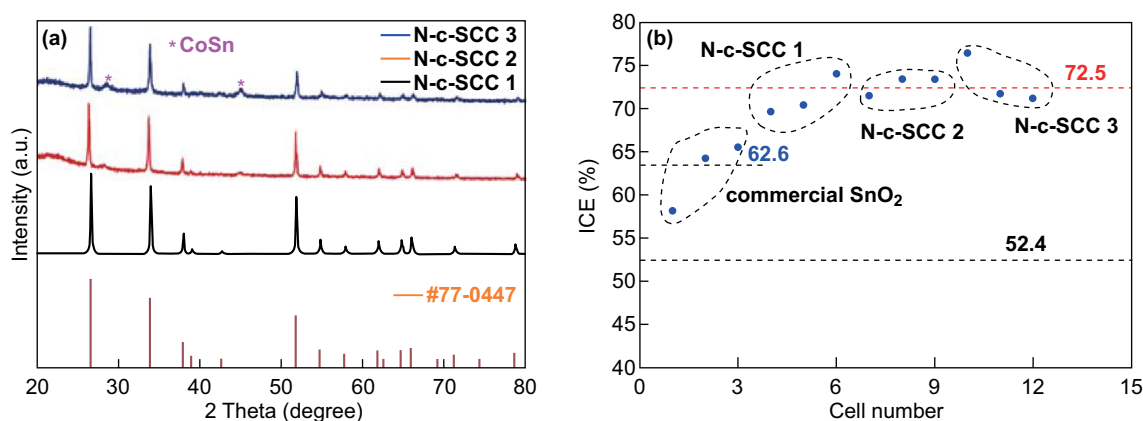 (a)
* CoSn
N-c-SCC 3
N-c-SCC 2
N-c-SCC 1
#77-0447
Intensity (a.u.)
20 30 40 50 60 70 80
2 Theta (degree)
(b)
N-c-SCC 1
72.5
N-c-SCC 2
N-c-SCC 3
62.6
commercial SnO₂
52.4
ICE (%)
80
75
70
65
60
55
50
45
40
0 3 6 9 12 15
Cell number